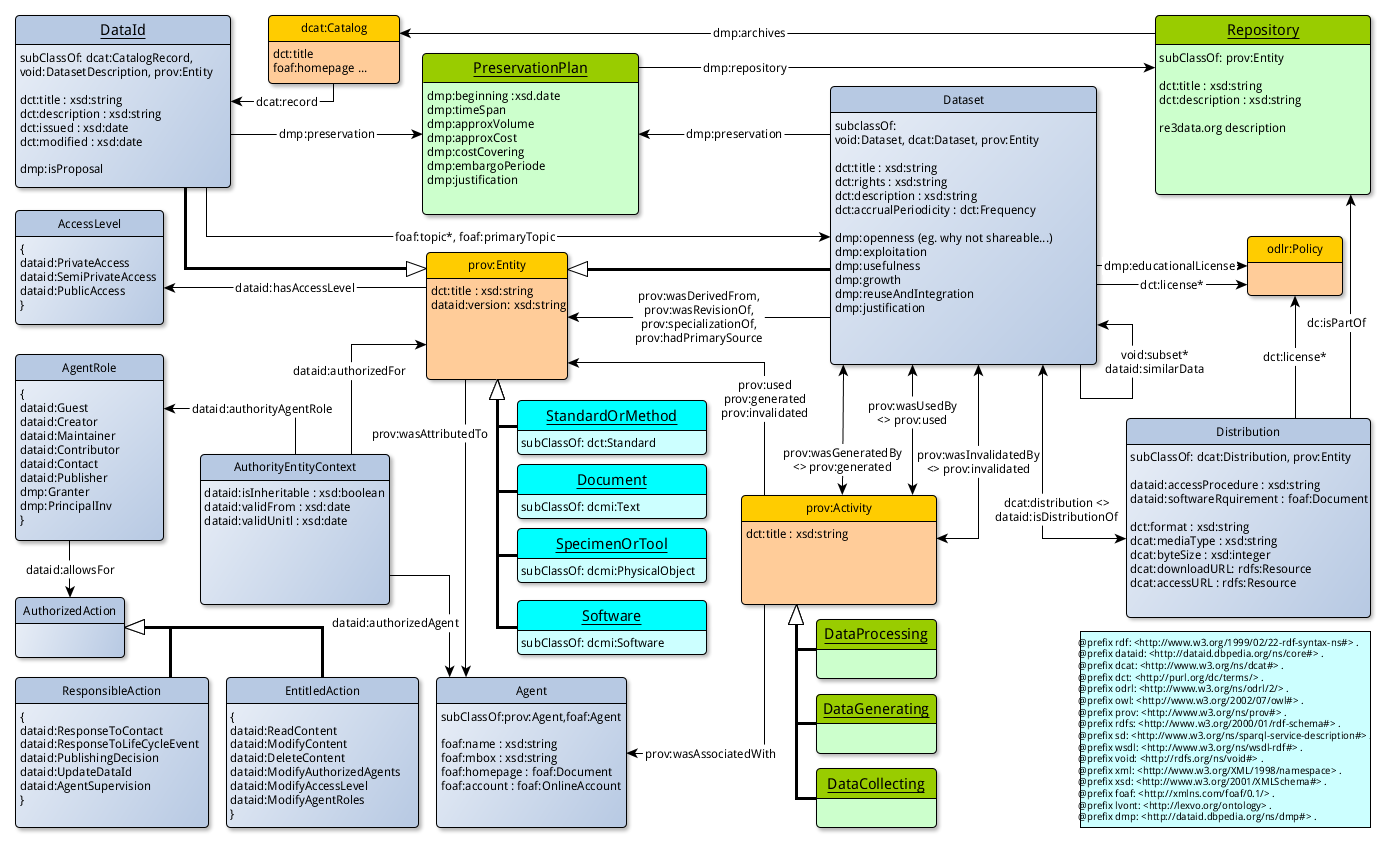 DataId
subClassOf: dcat:CatalogRecord,
void:DatasetDescription, prov:Entity
dct:title : xsd:string
dct:description : xsd:string
dct:issued : xsd:date
dct:modified : xsd:date
dmp:isProposal
dcat:Catalog
dct:title
foaf:homepage ...
dcat:record
dmp:archives
PreservationPlan
dmp:beginning :xsd.date
dmp:timeSpan
dmp:approxVolume
dmp:approxCost
dmp:costCovering
dmp:embargoPeriode
dmp:justification
dmp:repository
dmp:preservation
dmp:preservation
Repository
subClassOf: prov:Entity
dct:title : xsd:string
dct:description : xsd:string
re3data.org description
Dataset
subclassOf:
void:Dataset, dcat:Dataset, prov:Entity
dct:title : xsd:string
dct:rights : xsd:string
dct:description : xsd:string
dct:accrualPeriodicity : dct:Frequency
dmp:openness (eg. why not shareable...)
dmp:exploitation
dmp:usefulness
dmp:growth
dmp:reuseAndIntegration
dmp:justification
foaf:topic*, foaf:primaryTopic
AccessLevel
{
dataid:PrivateAccess
dataid:SemiPrivateAccess
dataid:PublicAccess
}
dataid:hasAccessLevel
prov:Entity
dct:title : xsd:string
dataid:version: xsd:string
prov:wasDerivedFrom,
prov:wasRevisionOf,
prov:specializationOf,
prov:hadPrimarySource
odlr:Policy
dmp:educationalLicense*
dct:license*
dc:isPartOf
dct:license*
void:subset*
dataid:similarData
AgentRole
{
dataid:Guest
dataid:Creator
dataid:Maintainer
dataid:Contributor
dataid:Contact
dataid:Publisher
dmp:Granter
dmp:PrincipalInv
}
dataid:authorizedFor
dataid:authorityAgentRole
prov:wasAttributedTo
prov:used
prov:generated
prov:invalidated
prov:wasUsedBy
<> prov:used
prov:wasGeneratedBy
<> prov:generated
prov:wasInvalidatedBy
<> prov:invalidated
dcat:distribution <>
dataid:isDistributionOf
StandardOrMethod
subClassOf: dct:Standard
Document
subClassOf: dcmi:Text
SpecimenOrTool
subClassOf: dcmi:PhysicalObject
Software
subClassOf: dcmi:Software
AuthorityEntityContext
dataid:isInheritable : xsd:boolean
dataid:validFrom : xsd:date
dataid:validUnitl : xsd:date
prov:Activity
dct:title : xsd:string
Distribution
subClassOf: dcat:Distribution, prov:Entity
dataid:accessProcedure : xsd:string
dataid:softwareRquirement : foaf:Document
dct:format : xsd:string
dcat:mediaType : xsd:string
dcat:byteSize : xsd:integer
dcat:downloadURL: rdfs:Resource
dcat:accessURL : rdfs:Resource
dataid:allowsFor
AuthorizedAction
dataid:authorizedAgent
DataProcessing
DataGenerating
DataCollecting
ResponsibleAction
{
dataid:ResponseToContact
dataid:ResponseToLifeCycleEvent
dataid:PublishingDecision
dataid:UpdateDataId
dataid:AgentSupervision
}
EntitledAction
{
dataid:ReadContent
dataid:ModifyContent
dataid:DeleteContent
dataid:ModifyAuthorizedAgents
dataid:ModifyAccessLevel
dataid:ModifyAgentRoles
}
Agent
subClassOf:prov:Agent,foaf:Agent
foaf:name : xsd:string
foaf:mbox : xsd:string
foaf:homepage : foaf:Document
foaf:account : foaf:OnlineAccount
prov:wasAssociatedWith
@prefix rdf: <http://www.w3.org/1999/02/22-rdf-syntax-ns#> .
@prefix dataid: <http://dataid.dbpedia.org/ns/core#> .
@prefix dcat: <http://www.w3.org/ns/dcat#> .
@prefix dct: <http://purl.org/dc/terms/> .
@prefix odrl: <http://www.w3.org/ns/odrl/2/> .
@prefix owl: <http://www.w3.org/2002/07/owl#> .
@prefix prov: <http://www.w3.org/ns/prov#> .
@prefix rdfs: <http://www.w3.org/2000/01/rdf-schema#> .
@prefix sd: <http://www.w3.org/ns/sparql-service-description#> .
@prefix wsdl: <http://www.w3.org/ns/wsdl-rdf#> .
@prefix void: <http://rdfs.org/ns/void#> .
@prefix xml: <http://www.w3.org/XML/1998/namespace> .
@prefix xsd: <http://www.w3.org/2001/XMLSchema#> .
@prefix foaf: <http://xmlns.com/foaf/0.1/> .
@prefix lvont: <http://lexvo.org/ontology> .
@prefix dmp: <http://dataid.dbpedia.org/ns/dmp#> .